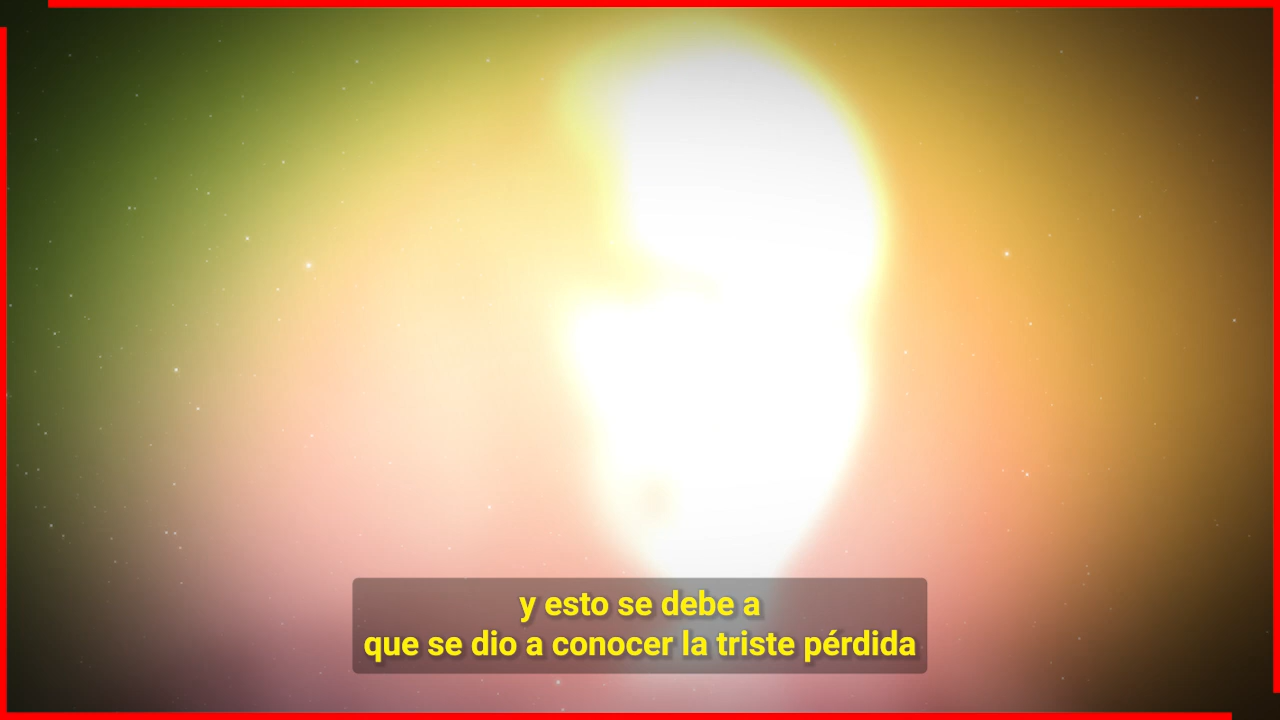 y esto se debe a
que se dio a conocer la triste pérdida